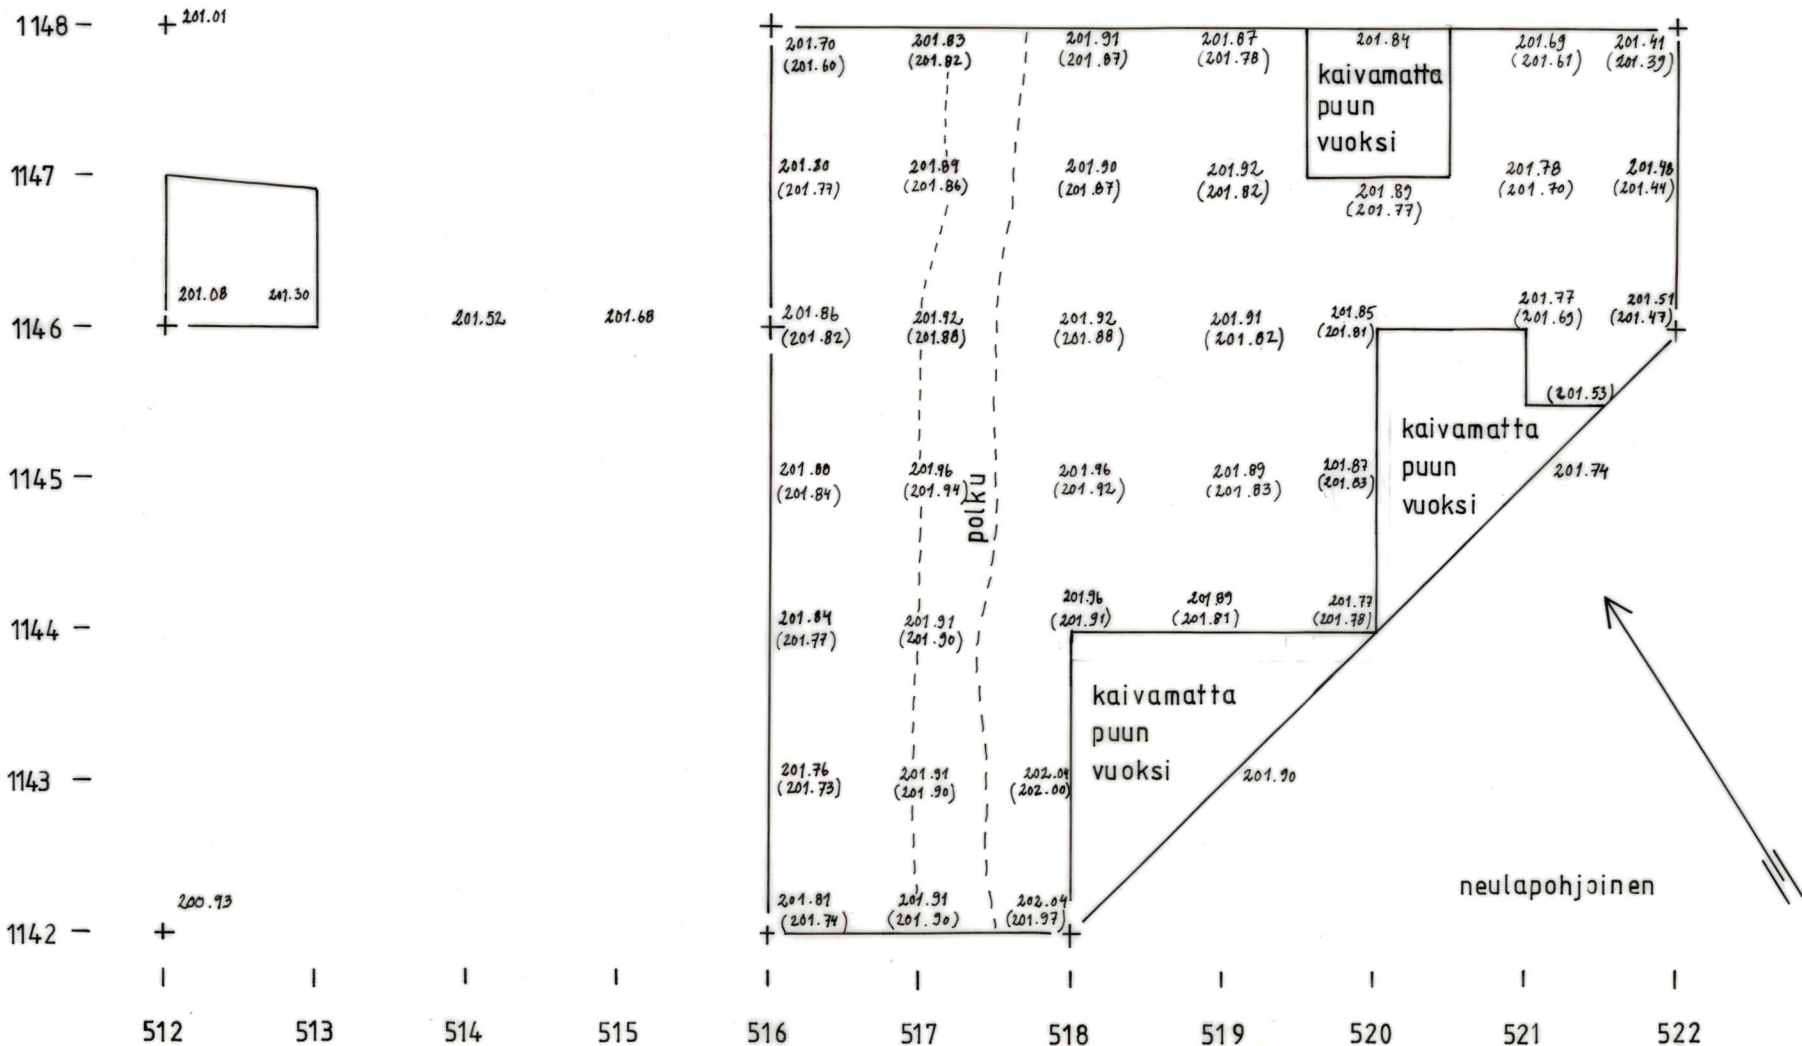 1148 201.01 201.70 201.83 201.91 201.87 201.84 201.69 201.41
(201.60) (201.82) (201.87) (201.78) (201.61) (201.39)
kaivamatta
puun
vuoksi
1147 201.80 201.89 201.90 201.92 201.78 201.48
(201.77) (201.86) (201.87) (201.82) 201.89 (201.70) (201.44)
(201.77)
201.08 201.30
1146 201.52 201.68 201.86 201.92 201.92 201.91 201.85 201.77 201.51
(201.82) (201.88) (201.88) (201.82) (201.81) (201.69) (201.47)
(201.53)
kaivamatta
puun
vuoksi
1145 201.88 201.96 201.96 201.89 201.87 201.74
(201.84) (201.94) (201.92) (201.83) (201.83)
polku
1144 201.84 201.91 201.96 201.89 201.77
(201.77) (201.90) (201.91) (201.81) (201.78)
kaivamatta
puun
vuoksi
1143 201.76 201.91 202.04 201.90
(201.73) (201.90) (202.00)
neulapohjoinen
1142 200.93 201.81 201.91 202.04
(201.74) (201.90) (201.97)
512 513 514 515 516 517 518 519 520 521 522